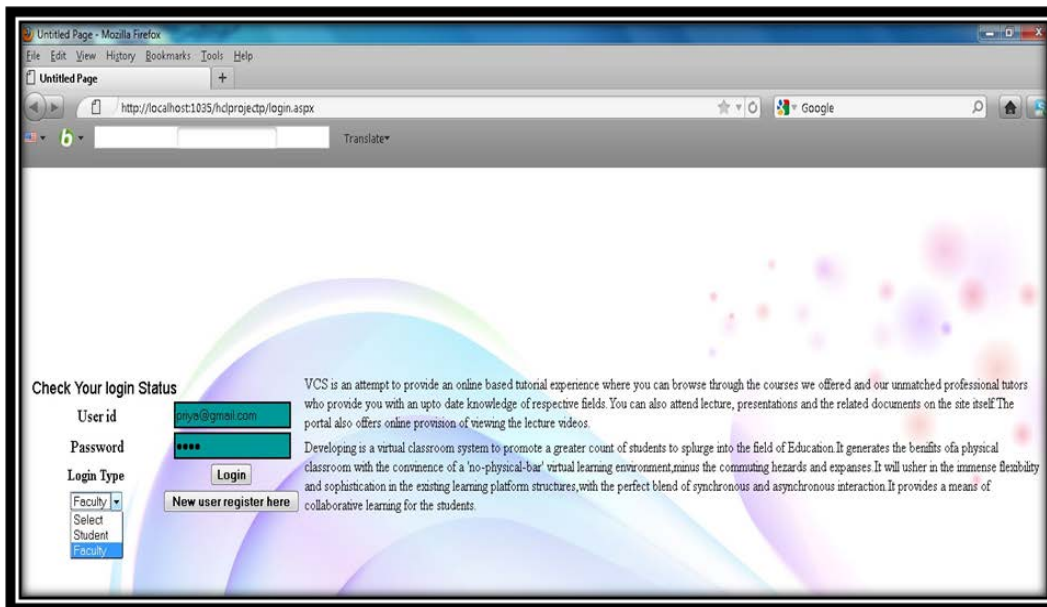 Untitled Page - Mozilla Firefox
File Edit View History Bookmarks Tools Help
Untitled Page +
http://localhost:1035/hclprojectp/login.aspx
Google
Translate
Check Your login Status
User id
priya@gmail.com
Password
Login Type
Login
Faculty
New user register here
Select
Student
Faculty
VCS is an attempt to provide an online based tutorial experience where you can browse through the courses we offered and our unmatched professional tutors
who provide you with an upto date knowledge of respective fields. You can also attend lecture, presentations and the related documents on the site itself The
portal also offers online provision of viewing the lecture videos.
Developing is a virtual classroom system to promote a greater count of students to splurge into the field of Education.It generates the benifits ofa physical
classroom with the convinence of a 'no-physical-bar' virtual learning environment,minus the commuting hezards and expanses.It will usher in the immense flexibility
and sophistication in the existing learning platform structures,with the perfect blend of synchronous and asynchronous interaction.It provides a means of
collaborative learning for the students.